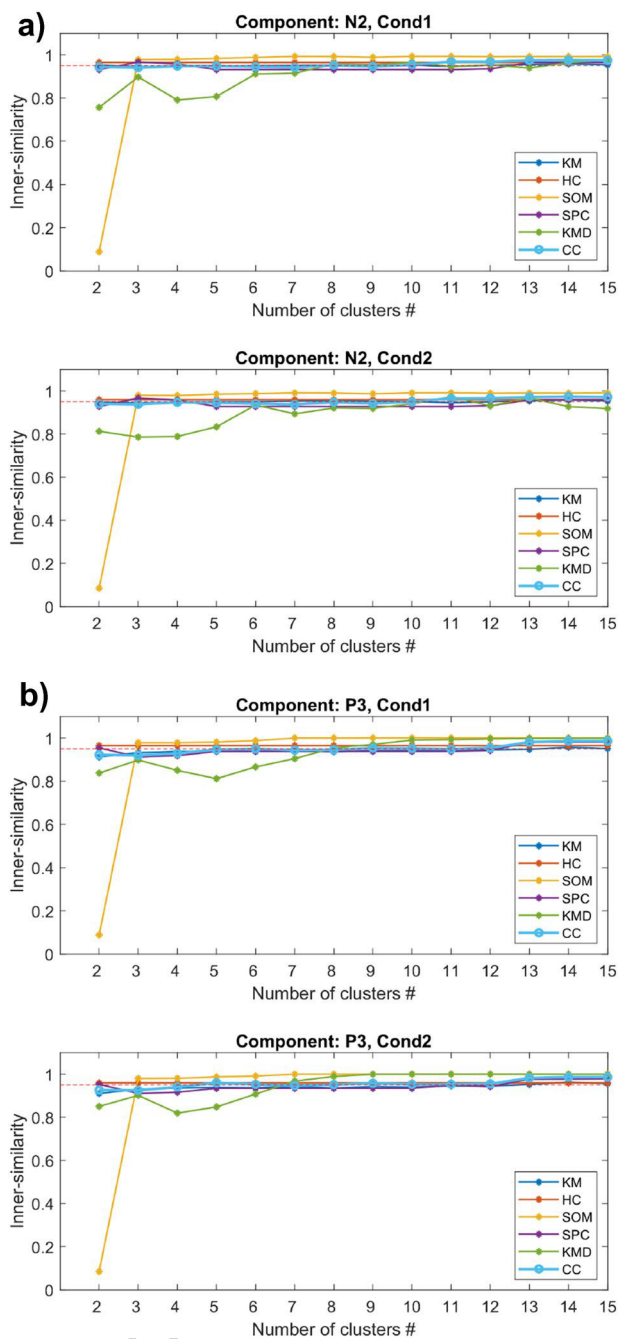 a)
Component: N2, Cond1
Inner-similarity
1
0.8
0.6
0.4
0.2
0
KM
HC
SOM
SPC
KMD
CC
2 3 4 5 6 7 8 9 10 11 12 13 14 15
Number of clusters #
Component: N2, Cond2
Inner-similarity
1
0.8
0.6
0.4
0.2
0
KM
HC
SOM
SPC
KMD
CC
2 3 4 5 6 7 8 9 10 11 12 13 14 15
Number of clusters #
b)
Component: P3, Cond1
Inner-similarity
1
0.8
0.6
0.4
0.2
0
KM
HC
SOM
SPC
KMD
CC
2 3 4 5 6 7 8 9 10 11 12 13 14 15
Number of clusters #
Component: P3, Cond2
Inner-similarity
1
0.8
0.6
0.4
0.2
0
KM
HC
SOM
SPC
KMD
CC
2 3 4 5 6 7 8 9 10 11 12 13 14 15
Number of clusters #